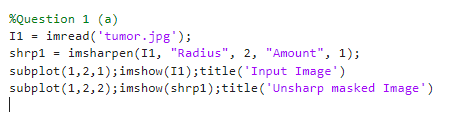 %Question 1 (a)
I1 = imread('tumor.jpg');
shrp1 = imsharpen(I1, "Radius", 2, "Amount", 1);
subplot(1,2,1);imshow(I1);title('Input Image')
subplot(1,2,2);imshow(shrp1);title('Unsharp masked Image')